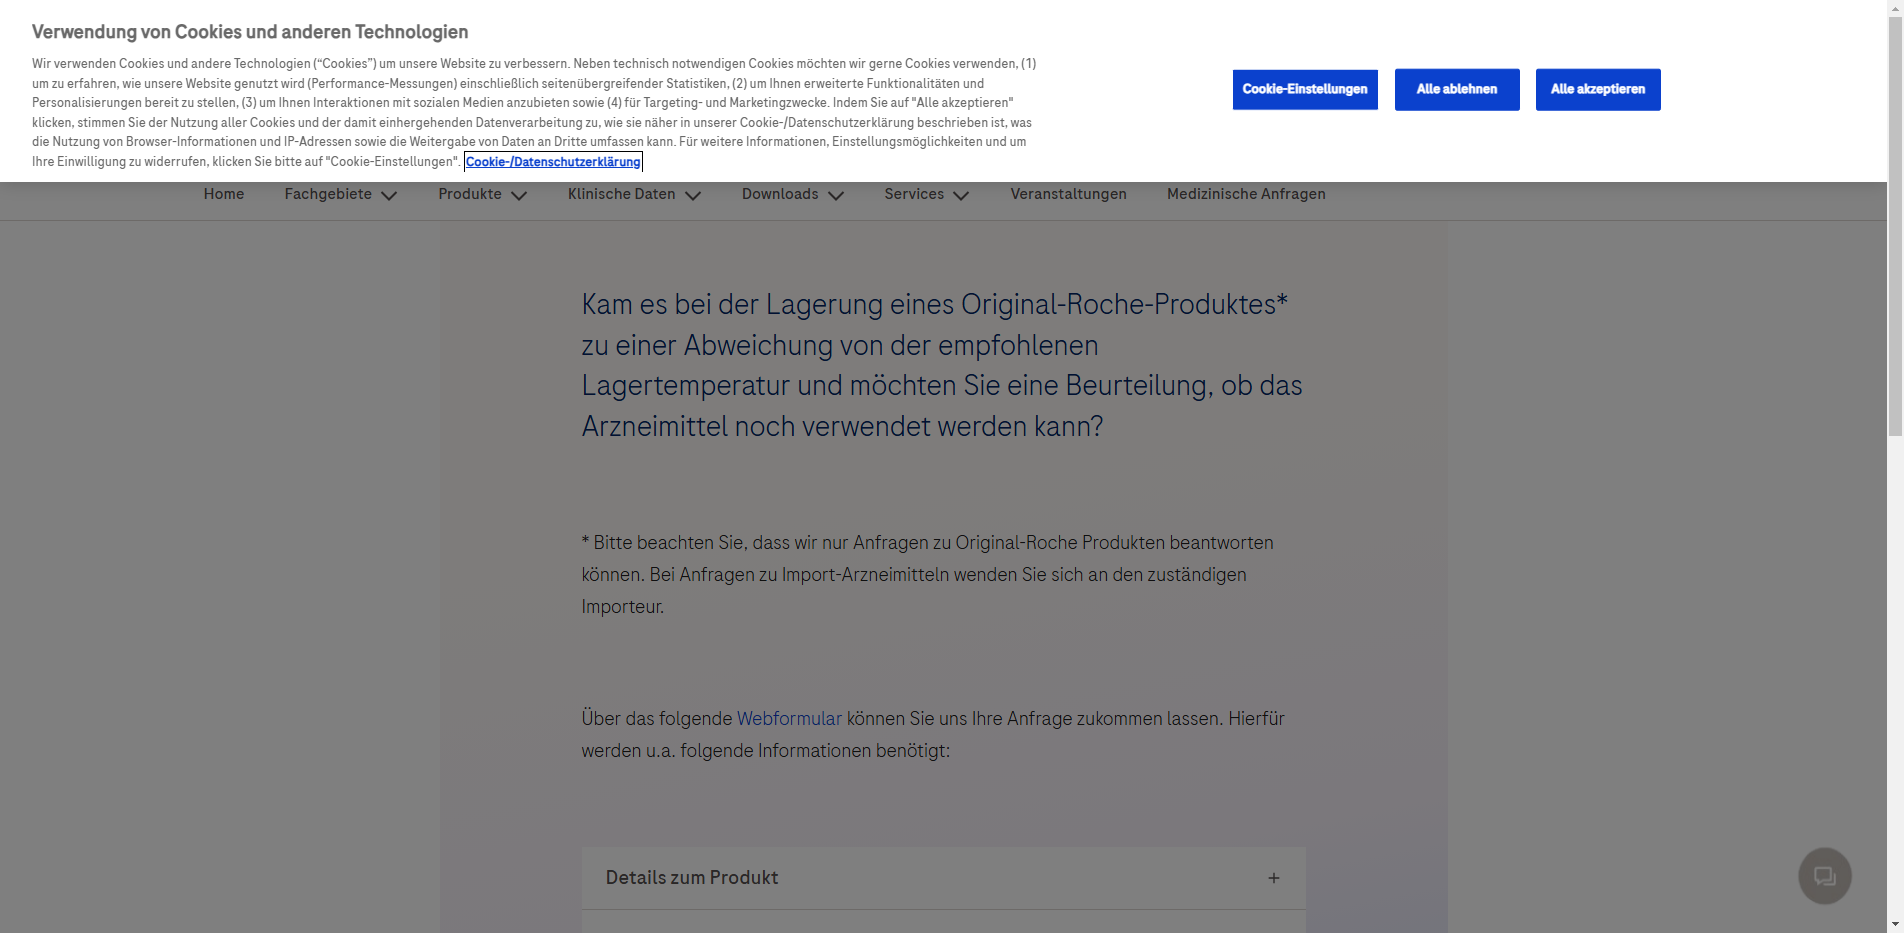 Verwendung von Cookies und anderen Technologien
Wir verwenden Cookies und andere Technologien (“Cookies”) um unsere Website zu verbessern. Neben technisch notwendigen Cookies möchten wir gerne Cookies verwenden, (1)
um zu erfahren, wie unsere Website genutzt wird (Performance-Messungen) einschließlich seitenübergreifender Statistiken, (2) um Ihnen erweiterte Funktionalitäten und
Personalisierungen bereit zu stellen, (3) um Ihnen Interaktionen mit sozialen Medien anzubieten sowie (4) für Targeting- und Marketingzwecke. Indem Sie auf "Alle akzeptieren"
klicken, stimmen Sie der Nutzung aller Cookies und der damit einhergehenden Datenverarbeitung zu, wie sie näher in unserer Cookie-/Datenschutzerklärung beschrieben ist, was
die Nutzung von Browser-Informationen und IP-Adressen sowie die Weitergabe von Daten an Dritte umfassen kann. Für weitere Informationen, Einstellungsmöglichkeiten und um
Ihre Einwilligung zu widerrufen, klicken Sie bitte auf "Cookie-Einstellungen". Cookie-/Datenschutzerklärung
Cookie-Einstellungen Alle ablehnen Alle akzeptieren
Home Fachgebiete Produkte Klinische Daten Downloads Services Veranstaltungen Medizinische Anfragen
Kam es bei der Lagerung eines Original-Roche-Produktes*
zu einer Abweichung von der empfohlenen
Lagertemperatur und möchten Sie eine Beurteilung, ob das
Arzneimittel noch verwendet werden kann?
* Bitte beachten Sie, dass wir nur Anfragen zu Original-Roche Produkten beantworten
können. Bei Anfragen zu Import-Arzneimitteln wenden Sie sich an den zuständigen
Importeur.
Über das folgende Webformular können Sie uns Ihre Anfrage zukommen lassen. Hierfür
werden u.a. folgende Informationen benötigt:
Details zum Produkt +